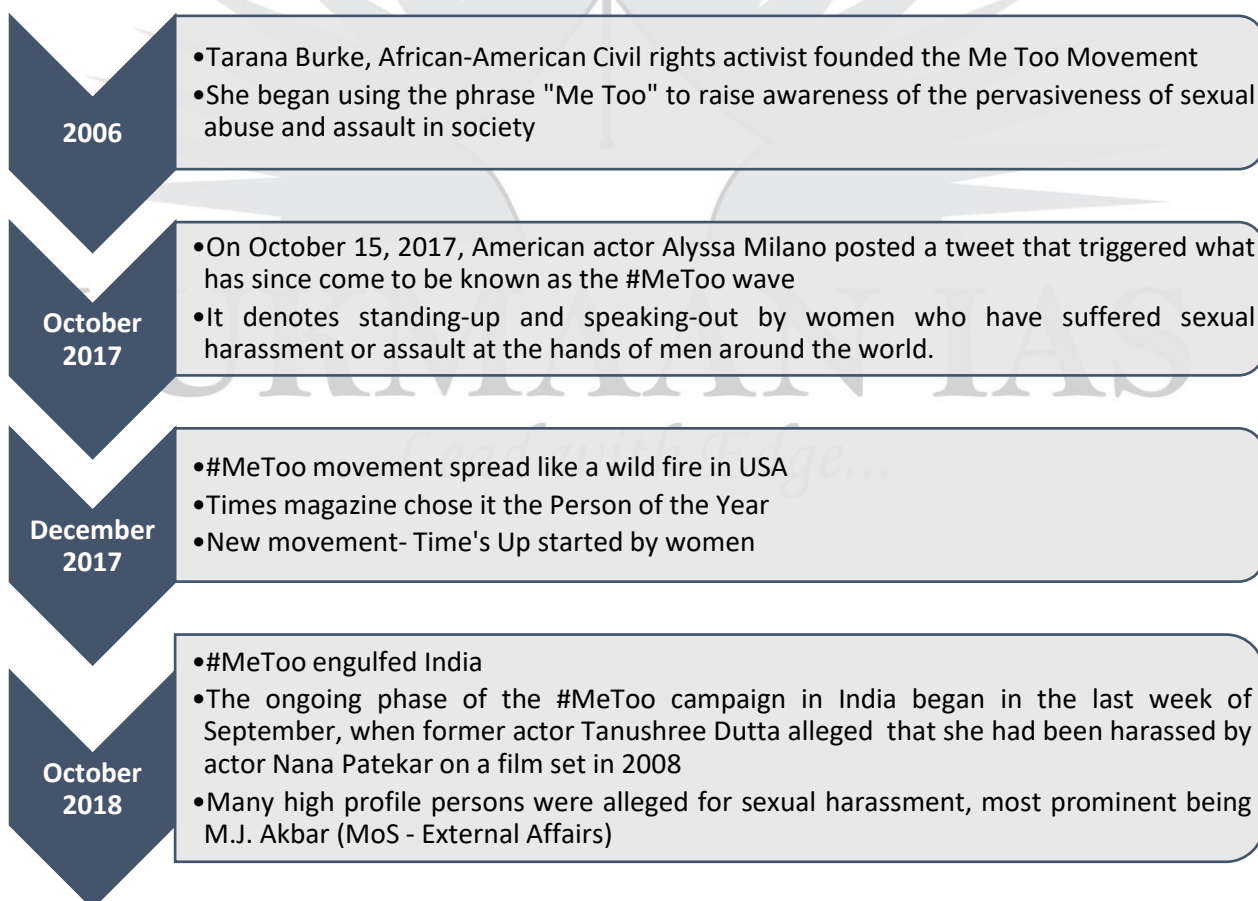 2006
•Tarana Burke, African-American Civil rights activist founded the Me Too Movement
•She began using the phrase "Me Too" to raise awareness of the pervasiveness of sexual
abuse and assault in society
October
2017
•On October 15, 2017, American actor Alyssa Milano posted a tweet that triggered what
has since come to be known as the #MeToo wave
•It denotes standing-up and speaking-out by women who have suffered sexual
harassment or assault at the hands of men around the world.
URMAAN IAS
Lead with Edge...
December
2017
•#MeToo movement spread like a wild fire in USA
•Times magazine chose it the Person of the Year
•New movement- Time's Up started by women
October
2018
•#MeToo engulfed India
•The ongoing phase of the #MeToo campaign in India began in the last week of
September, when former actor Tanushree Dutta alleged that she had been harassed by
actor Nana Patekar on a film set in 2008
•Many high profile persons were alleged for sexual harassment, most prominent being
M.J. Akbar (MoS - External Affairs)